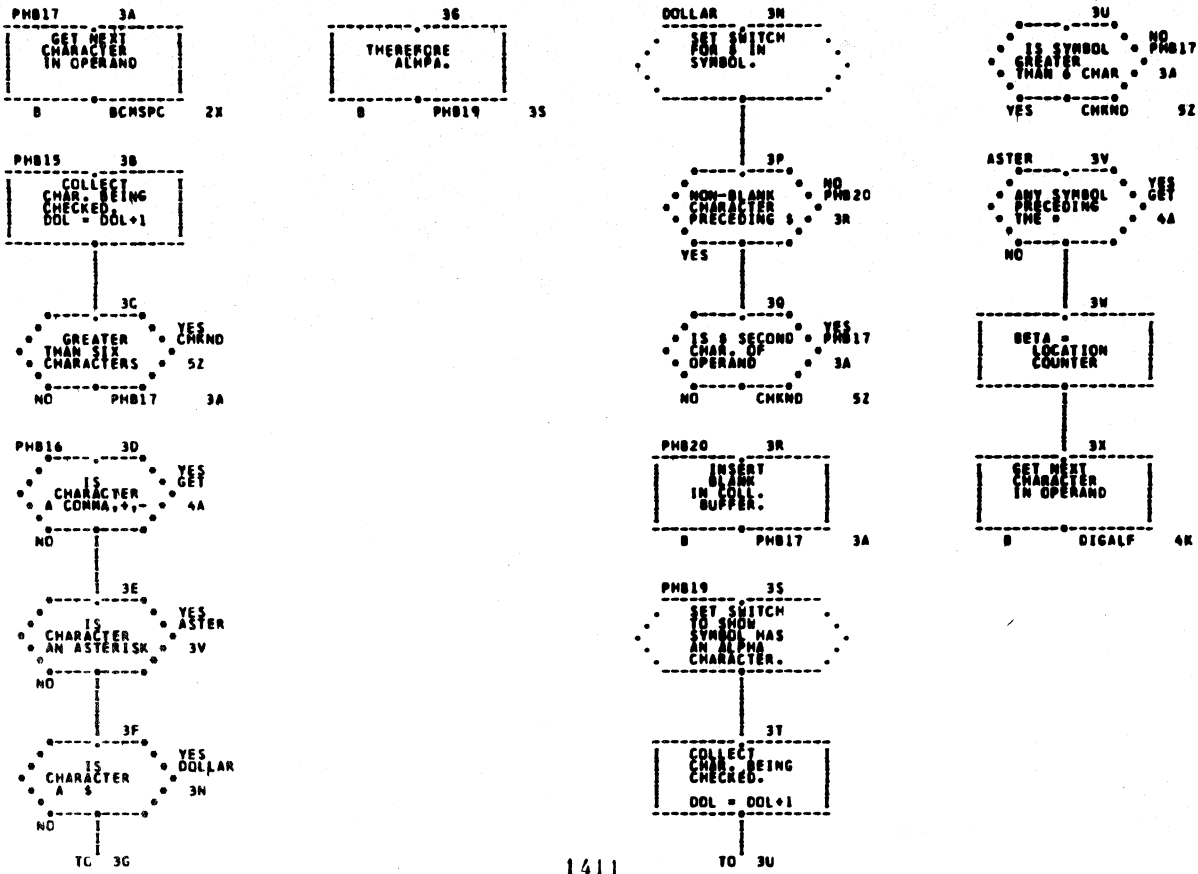 PHB17 3A
GET NEXT
CHARACTER
IN OPERAND
B BCMSPC 2X
PHB15 3B
COLLECT
CHAR. BEING
CHECKED.
DOL = DOL+1
3C
GREATER
THAN SIX
CHARACTERS
YES
CHKND
5Z
NO PHB17 3A
PHB16 3D
IS
CHARACTER
A COMMA,+,-
YES
GET
4A
NO
3E
IS
CHARACTER
AN ASTERISK
YES
ASTER
3V
NO
3F
IS
CHARACTER
A $
YES
DOLLAR
3N
NO
TO 3G
3G
THEREFORE
ALMPA.
B PHB19 3S
DOLLAR 3N
SET SWITCH
FOR $ IN
SYMBOL.
3P
NON-BLANK
CHARACTER
PRECEDING $
NO
PHB20
3R
YES
3Q
IS $ SECOND
CHAR. OF
OPERAND
YES
PHB17
3A
NO CHKND 5Z
PHB20 3R
INSERT
BLANK
IN COLL.
BUFFER.
B PHB17 3A
PHB19 3S
SET SWITCH
TO SHOW
SYMBOL HAS
AN ALPHA
CHARACTER.
3T
COLLECT
CHAR. BEING
CHECKED.
DOL = DOL+1
TO 3U
3U
IS SYMBOL
GREATER
THAN 6 CHAR
NO
PHB17
3A
YES CHKND 5Z
ASTER 3V
ANY SYMBOL
PRECEDING
THE *
YES
GET
4A
NO
3W
BETA =
LOCATION
COUNTER
3X
GET NEXT
CHARACTER
IN OPERAND
B DIGALF 4K
1411